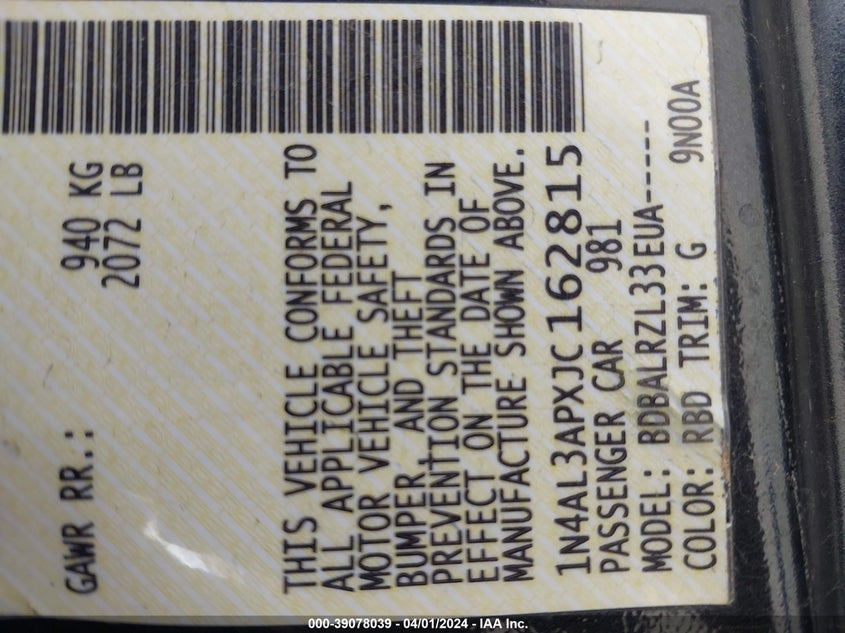 GAWR RR.: 940 KG
2072 LB
THIS VEHICLE CONFORMS TO
ALL APPLICABLE FEDERAL
MOTOR VEHICLE SAFETY,
BUMPER, AND THEFT
PREVENTION STANDARDS IN
EFFECT ON THE DATE OF
MANUFACTURE SHOWN ABOVE.
1N4AL3APXJC162815
PASSENGER CAR 981
MODEL: BDBALRZL33EUA-----
COLOR: RBD TRIM: G 9N00A
000-39078039 - 04/01/2024 - IAA Inc.